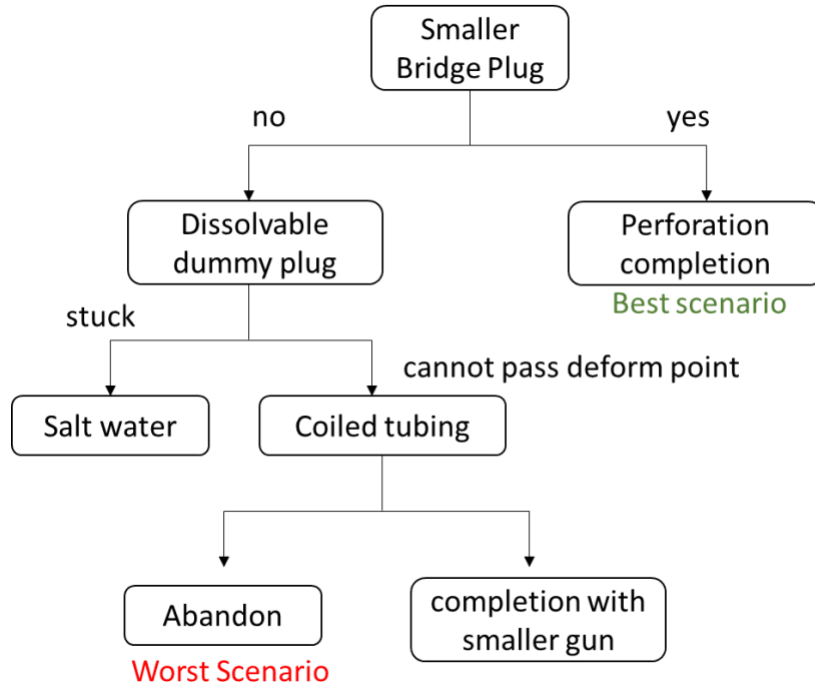 Smaller
Bridge Plug
no
yes
Dissolvable
dummy plug
Perforation
completion
Best scenario
stuck
cannot pass deform point
Salt water
Coiled tubing
Abandon
completion with
smaller gun
Worst Scenario